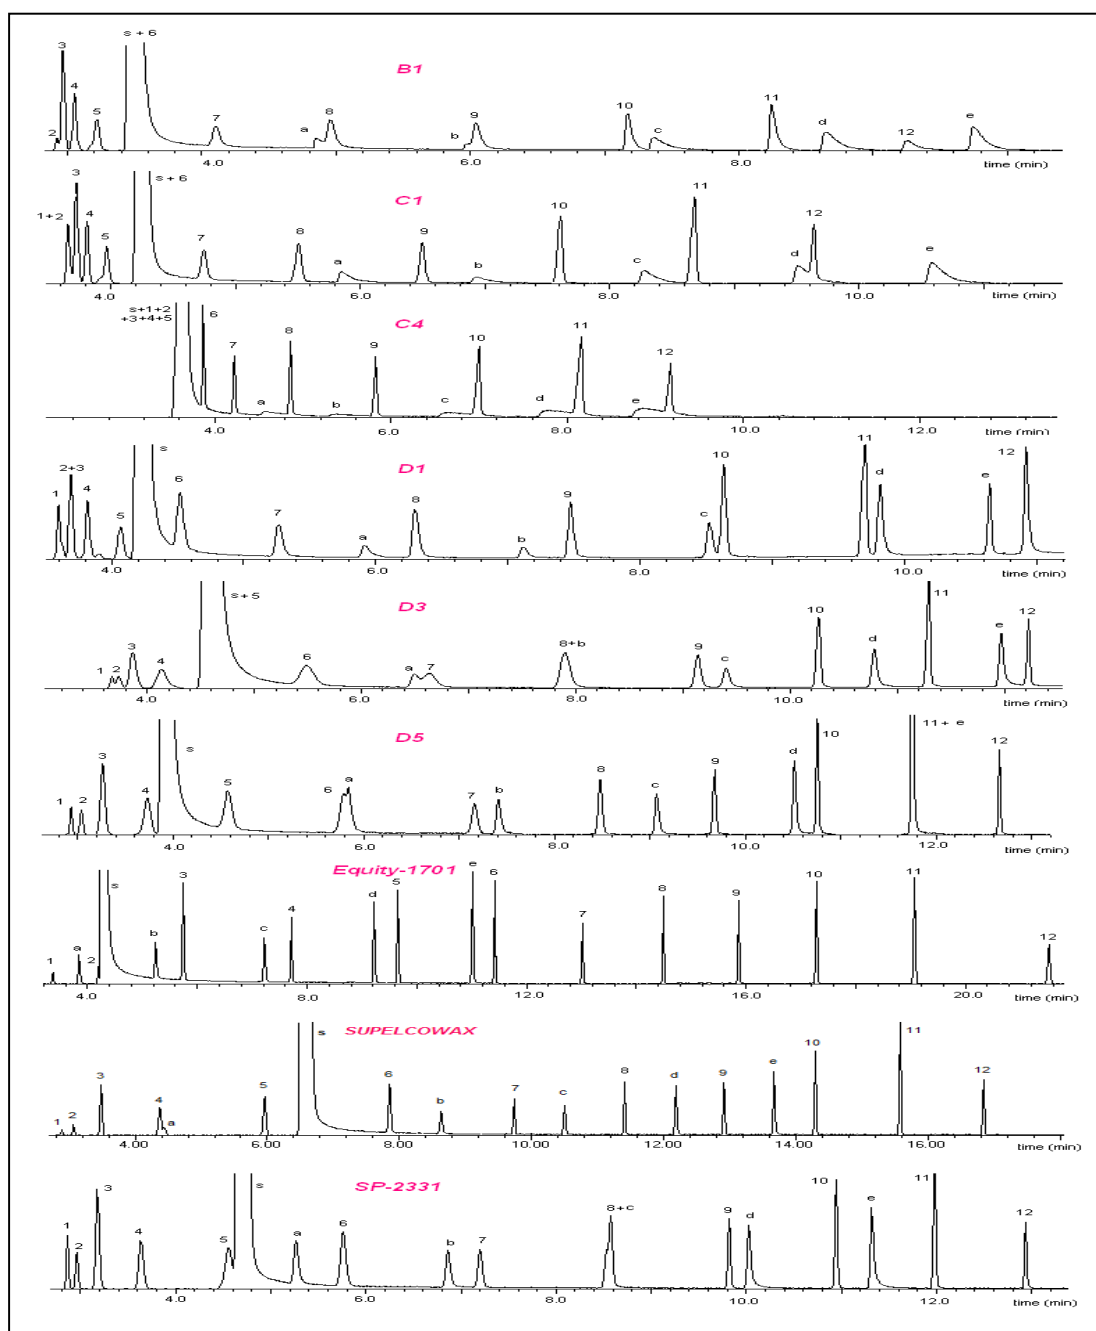 s + 6
3
B1
4
5
2
7
a
8
b
9
10
c
11
d
12
e
4.0 6.0 8.0
time (min)
s + 6
3
C1
1+2
4
5
7
8
a
9
b
10
c
11
d
12
e
4.0 6.0 8.0 10.0
time (min)
s+1+2
+3+4+5
6
C4
7
a
8
b
9
c
10
d
11
e
12
4.0 6.0 8.0 10.0 12.0
time (min)
s
2+3
D1
1
4
5
6
7
a
8
b
9
c
10
11
d
e
12
4.0 6.0 8.0 10.0
time (min)
s+5
D3
1
2
3
4
6
a
7
8+b
9
c
10
d
11
e
12
4.0 6.0 8.0 10.0 12.0
time (min)
s
D5
1
2
3
4
5
6
a
7
b
8
c
9
d
10
11+ e
12
4.0 6.0 8.0 10.0 12.0
time (min)
Equity-1701
1
a
2
s
b
3
c
4
d
5
e
6
7
8
9
10
11
12
4.0 8.0 12.0 16.0 20.0
time (min)
SUPELCOWAX
1
2
3
4
a
5
s
6
b
7
c
8
d
9
e
10
11
12
4.00 6.00 8.00 10.00 12.00 14.00 16.00
time (min)
SP-2331
1
2
3
4
5
s
a
6
b
7
8+c
9
d
10
e
11
12
4.0 6.0 8.0 10.0 12.0
time (min)